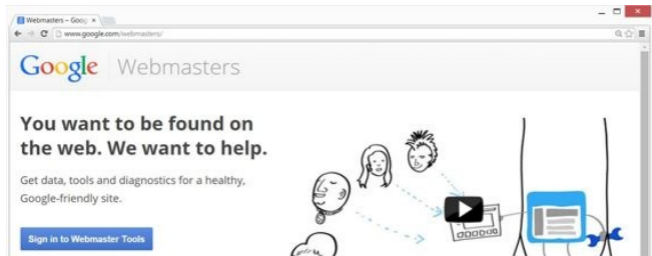 Webmasters – Goog
www.google.com/webmasters/
Google Webmasters
You want to be found on
the web. We want to help.
Get data, tools and diagnostics for a healthy,
Google-friendly site.
Sign in to Webmaster Tools